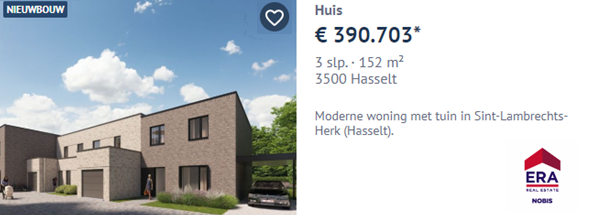 NIEUWBOUW
Huis
€ 390.703*
3 slp. · 152 m²
3500 Hasselt
Moderne woning met tuin in Sint-Lambrechts-
Herk (Hasselt).
ERA
REAL ESTATE
NOBIS